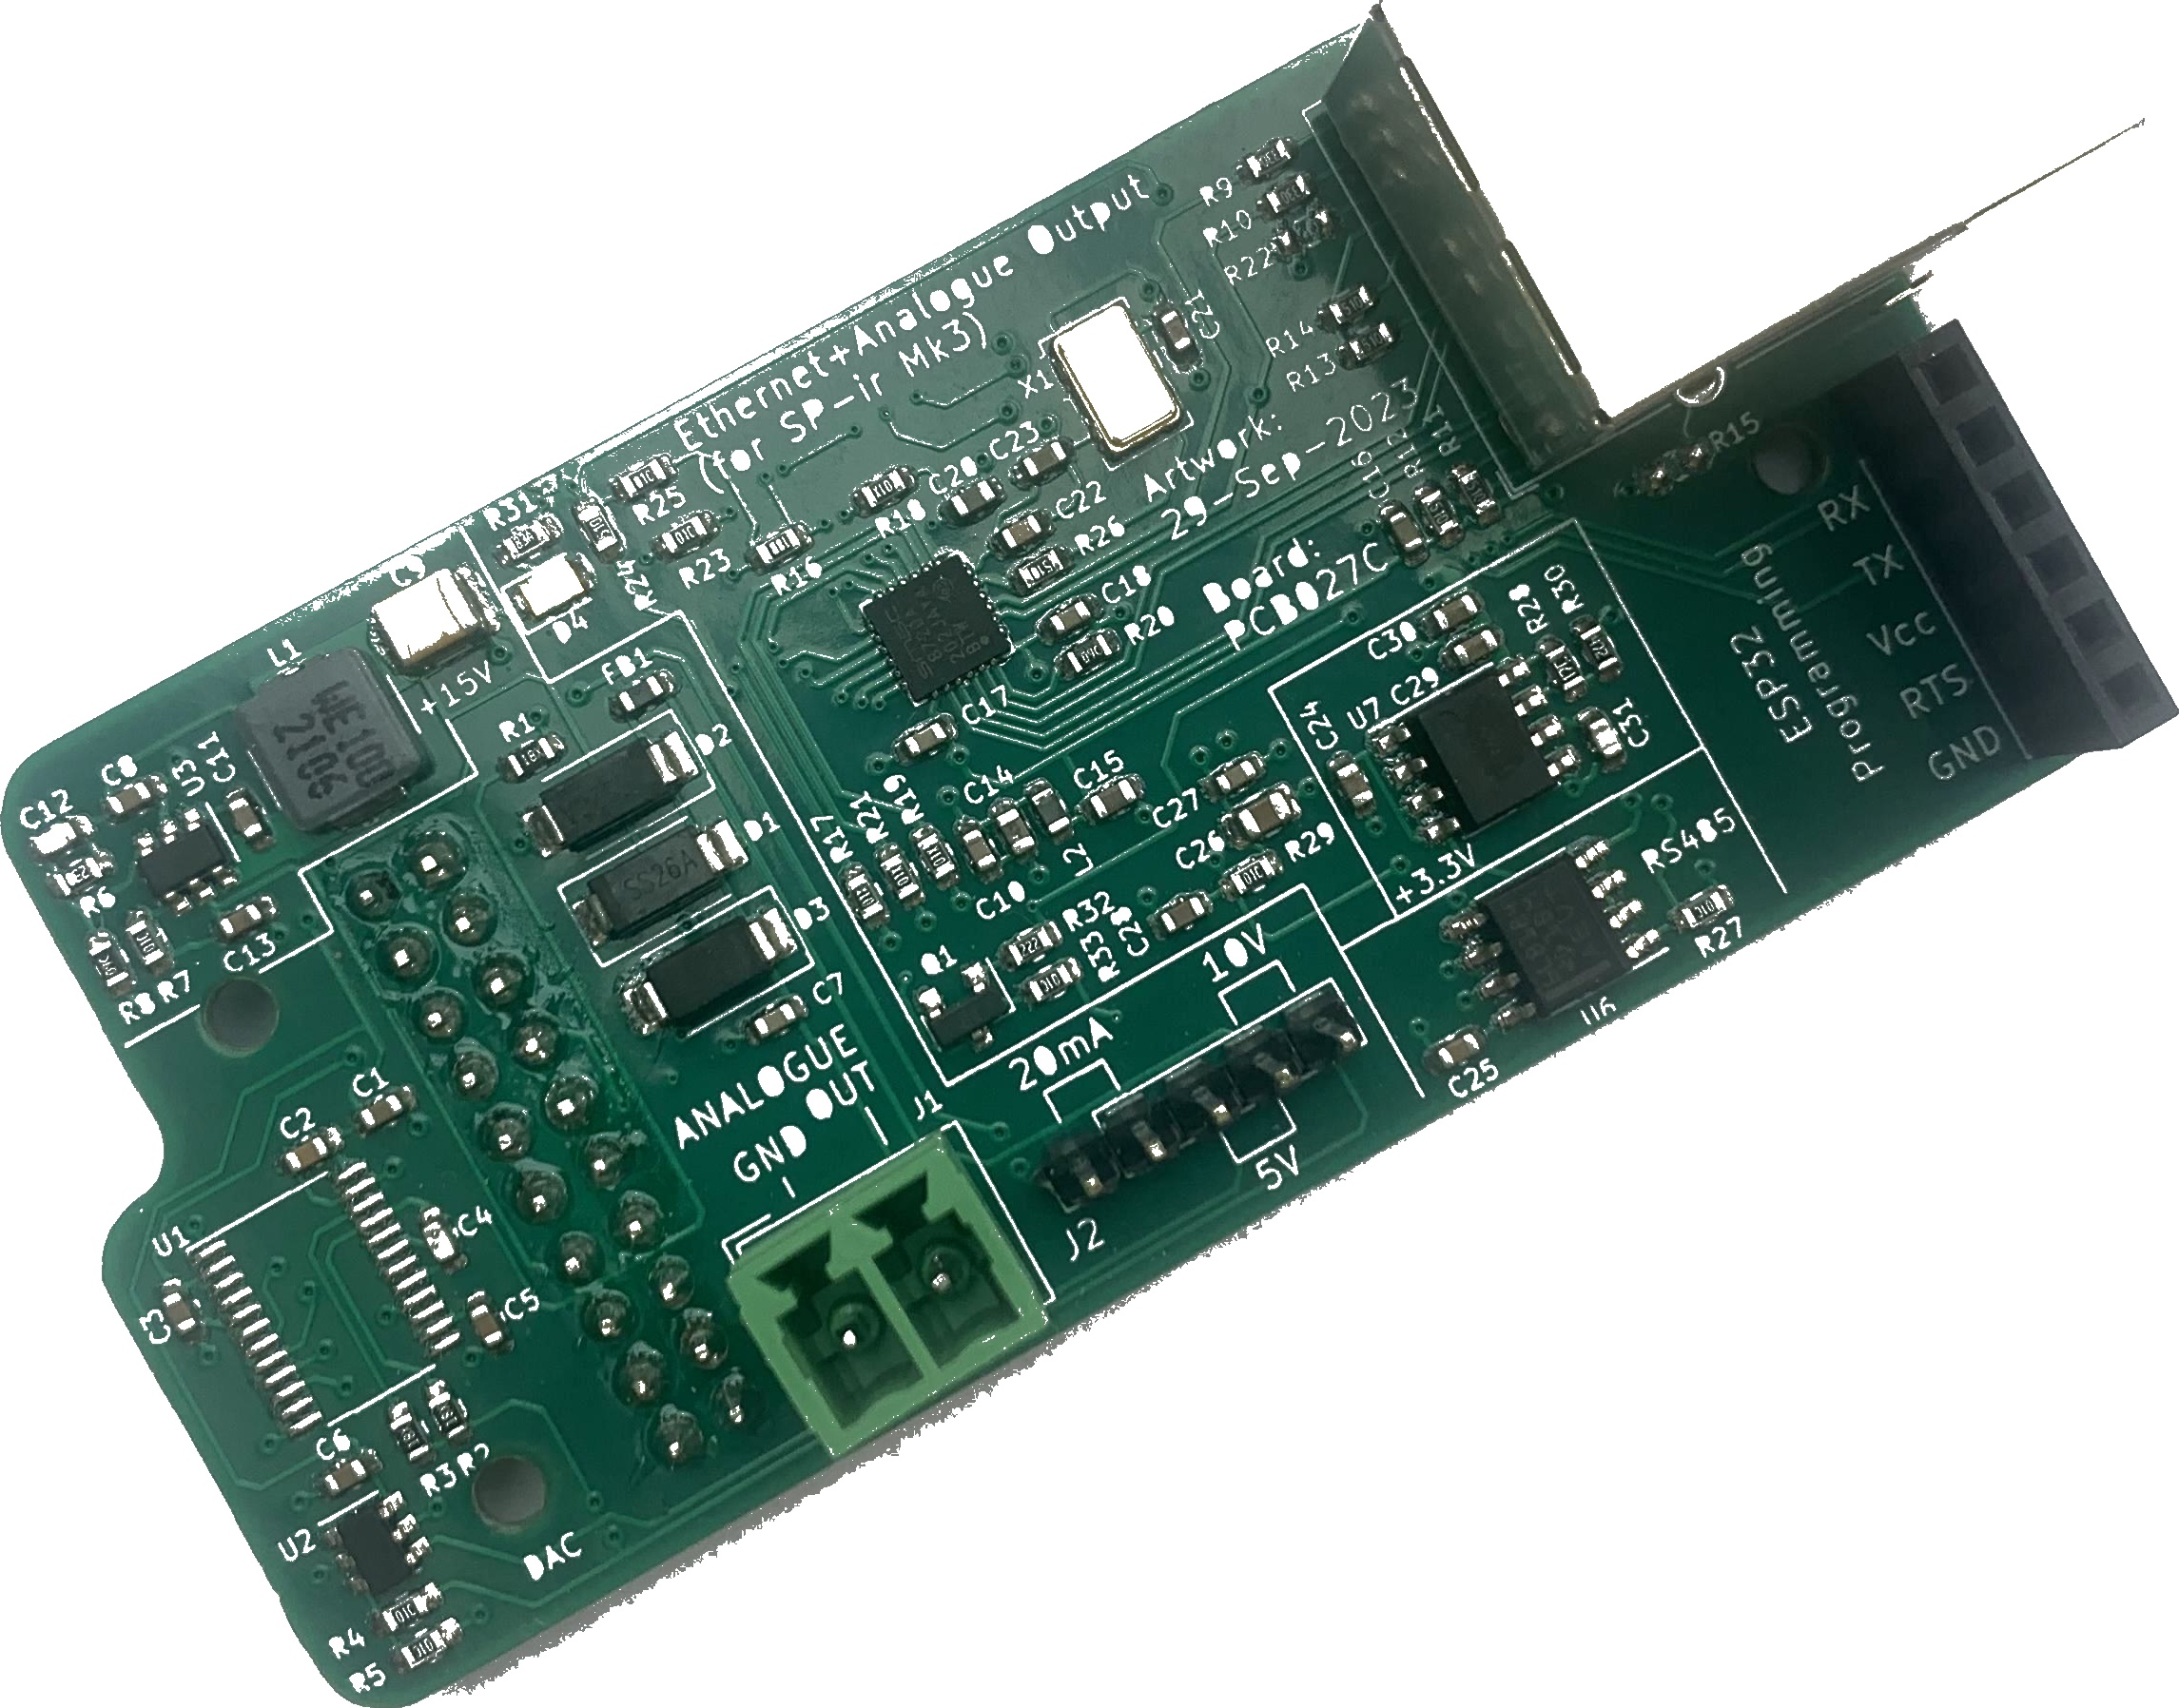 Ethernet+Analogue Output
(for SP-ir Mk3)
Artwork:
29-Sep-2023
Board:
PCB027C
R9
R10
R22
R14
R13
C21
X1
R11
R12
C16
R15
RX
TX
Vcc
RTS
GND
ESP32
Programming
R31
R25
R24
R23
R16
R18
C20
C23
C22
R26
C18
R20
C17
D4
C9
+15V
L1
WE100
2106
FB1
R1
D2
D1
SS26A
D3
C7
C8
U3
C11
C12
R6
R8
R7
C13
R17
R21
R19
C14
C15
C10
L2
C27
C26
R29
C28
R32
R33
Q1
C24
U7
C29
C30
R28
R30
C31
+3.3V
RS485
R27
U6
C25
10V
20mA
5V
J2
J1
ANALOGUE
GND OUT
C1
C2
U1
C3
C4
C5
C6
R3
R2
U2
DAC
R4
R5